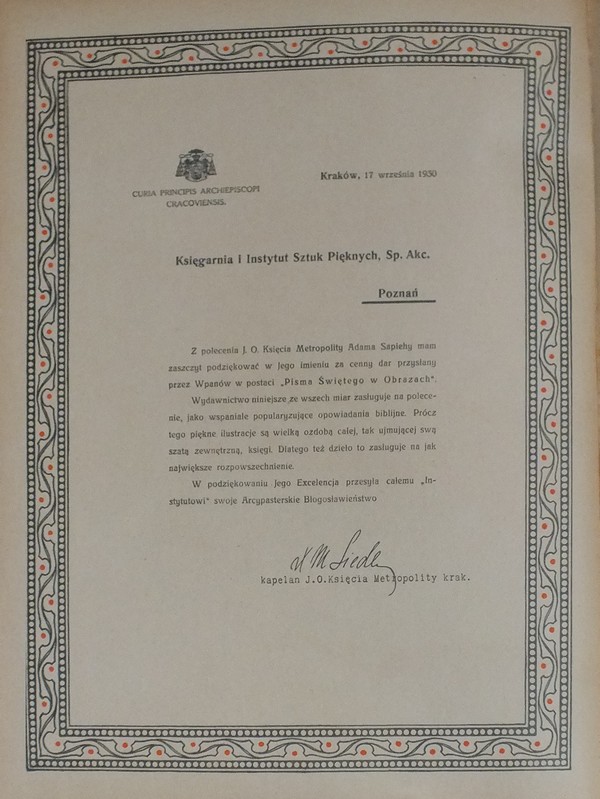 CURIA PRINCIPIS ARCHIEPISCOPI
CRACOVIENSIS.
Kraków, 17 września 1930
Księgarnia i Instytut Sztuk Pięknych, Sp. Akc.
Poznań
Z polecenia J. O. Księcia Metropolity Adama Sapiehy mam
zaszczyt podziękować w Jego imieniu za cenny dar przysłany
przez Wpanów w postaci „Pisma Świętego w Obrazach“.
Wydawnictwo niniejsze ze wszech miar zasługuje na polece-
nie, jako wspaniale popularyzujące opowiadania biblijne. Prócz
tego piękne ilustracje są wielką ozdobą całej, tak ujmującej swą
szatą zewnętrzną, księgi. Dlatego też dzieło to zasługuje na jak
największe rozpowszechnienie.
W podziękowaniu Jego Excelencja przesyła całemu „In-
stytutowi“ swoje Arcypasterskie Błogosławieństwo
kapelan J.O.Księcia Metropolity krak.